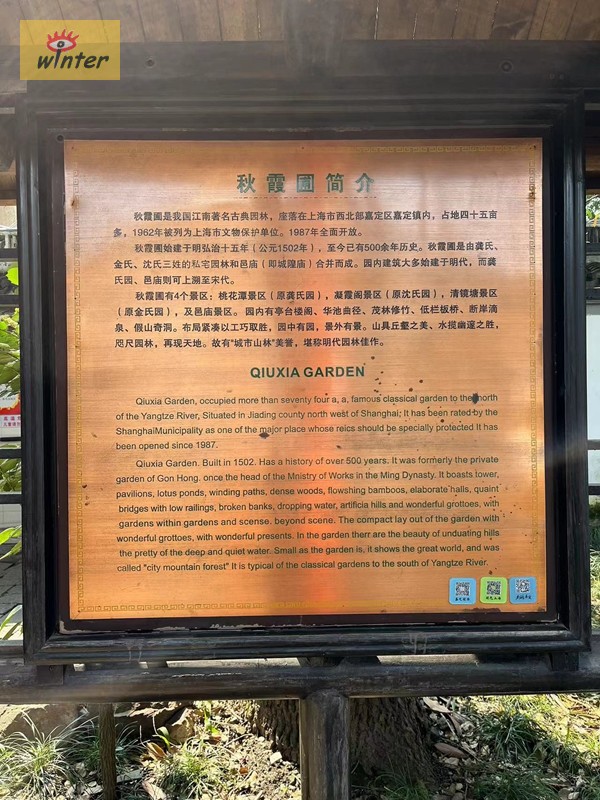 winter
秋霞圃简介
秋霞圃是我国江南著名古典园林，座落在上海市西北部嘉定区嘉定镇内，占地四十五亩
多，1962年被列为上海市文物保护单位。1987年全面开放。
秋霞圃始建于明弘治十五年（公元1502年），至今已有500余年历史。秋霞圃是由龚氏、
金氏、沈氏三姓的私宅园林和邑庙（即城隍庙）合并而成。园内建筑大多始建于明代，而龚
氏园、邑庙则可上溯至宋代。
秋霞圃有4个景区：桃花潭景区（原龚氏园），凝霞阁景区（原沈氏园），清镜塘景区
（原金氏园），及邑庙景区。园内有亭台楼阁、华池曲径、茂林修竹、低栏板桥、断岸滴
泉、假山奇洞。布局紧凑以工巧取胜，园中有园，景外有景。山具丘壑之美、水揽幽邃之胜，
咫尺园林，再现天地。故有"城市山林"美誉，堪称明代园林佳作。
QIUXIA GARDEN
Qiuxia Garden, occupied more than seventy four a, a, famous classical garden to the north
of the Yangtze River, Situated in Jiading county north west of Shanghai; It has been rated by the
ShanghaiMunicipality as one of the major place whose reics should be specially protected It has
been opened since 1987.
Qiuxia Garden. Built in 1502. Has a history of over 500 years. It was formerly the private
garden of Gon Hong. once the head of the Mnistry of Works in the Ming Dynasty. It boasts tower,
pavilions, lotus ponds, winding paths, dense woods, flowshing bamboos, elaborate halls, quaint
bridges with low railings, broken banks, dropping water, artificia hills and wonderful grottoes, with
gardens within gardens and scense. beyond scene. The compact lay out of the garden with
wonderful grottoes, with wonderful presents. In the garden therr are the beauty of unduating hills
the pretty of the deep and quiet water. Small as the garden is, it shows the great world, and was
called "city mountain forest" It is typical of the classical gardens to the south of Yangtze River.